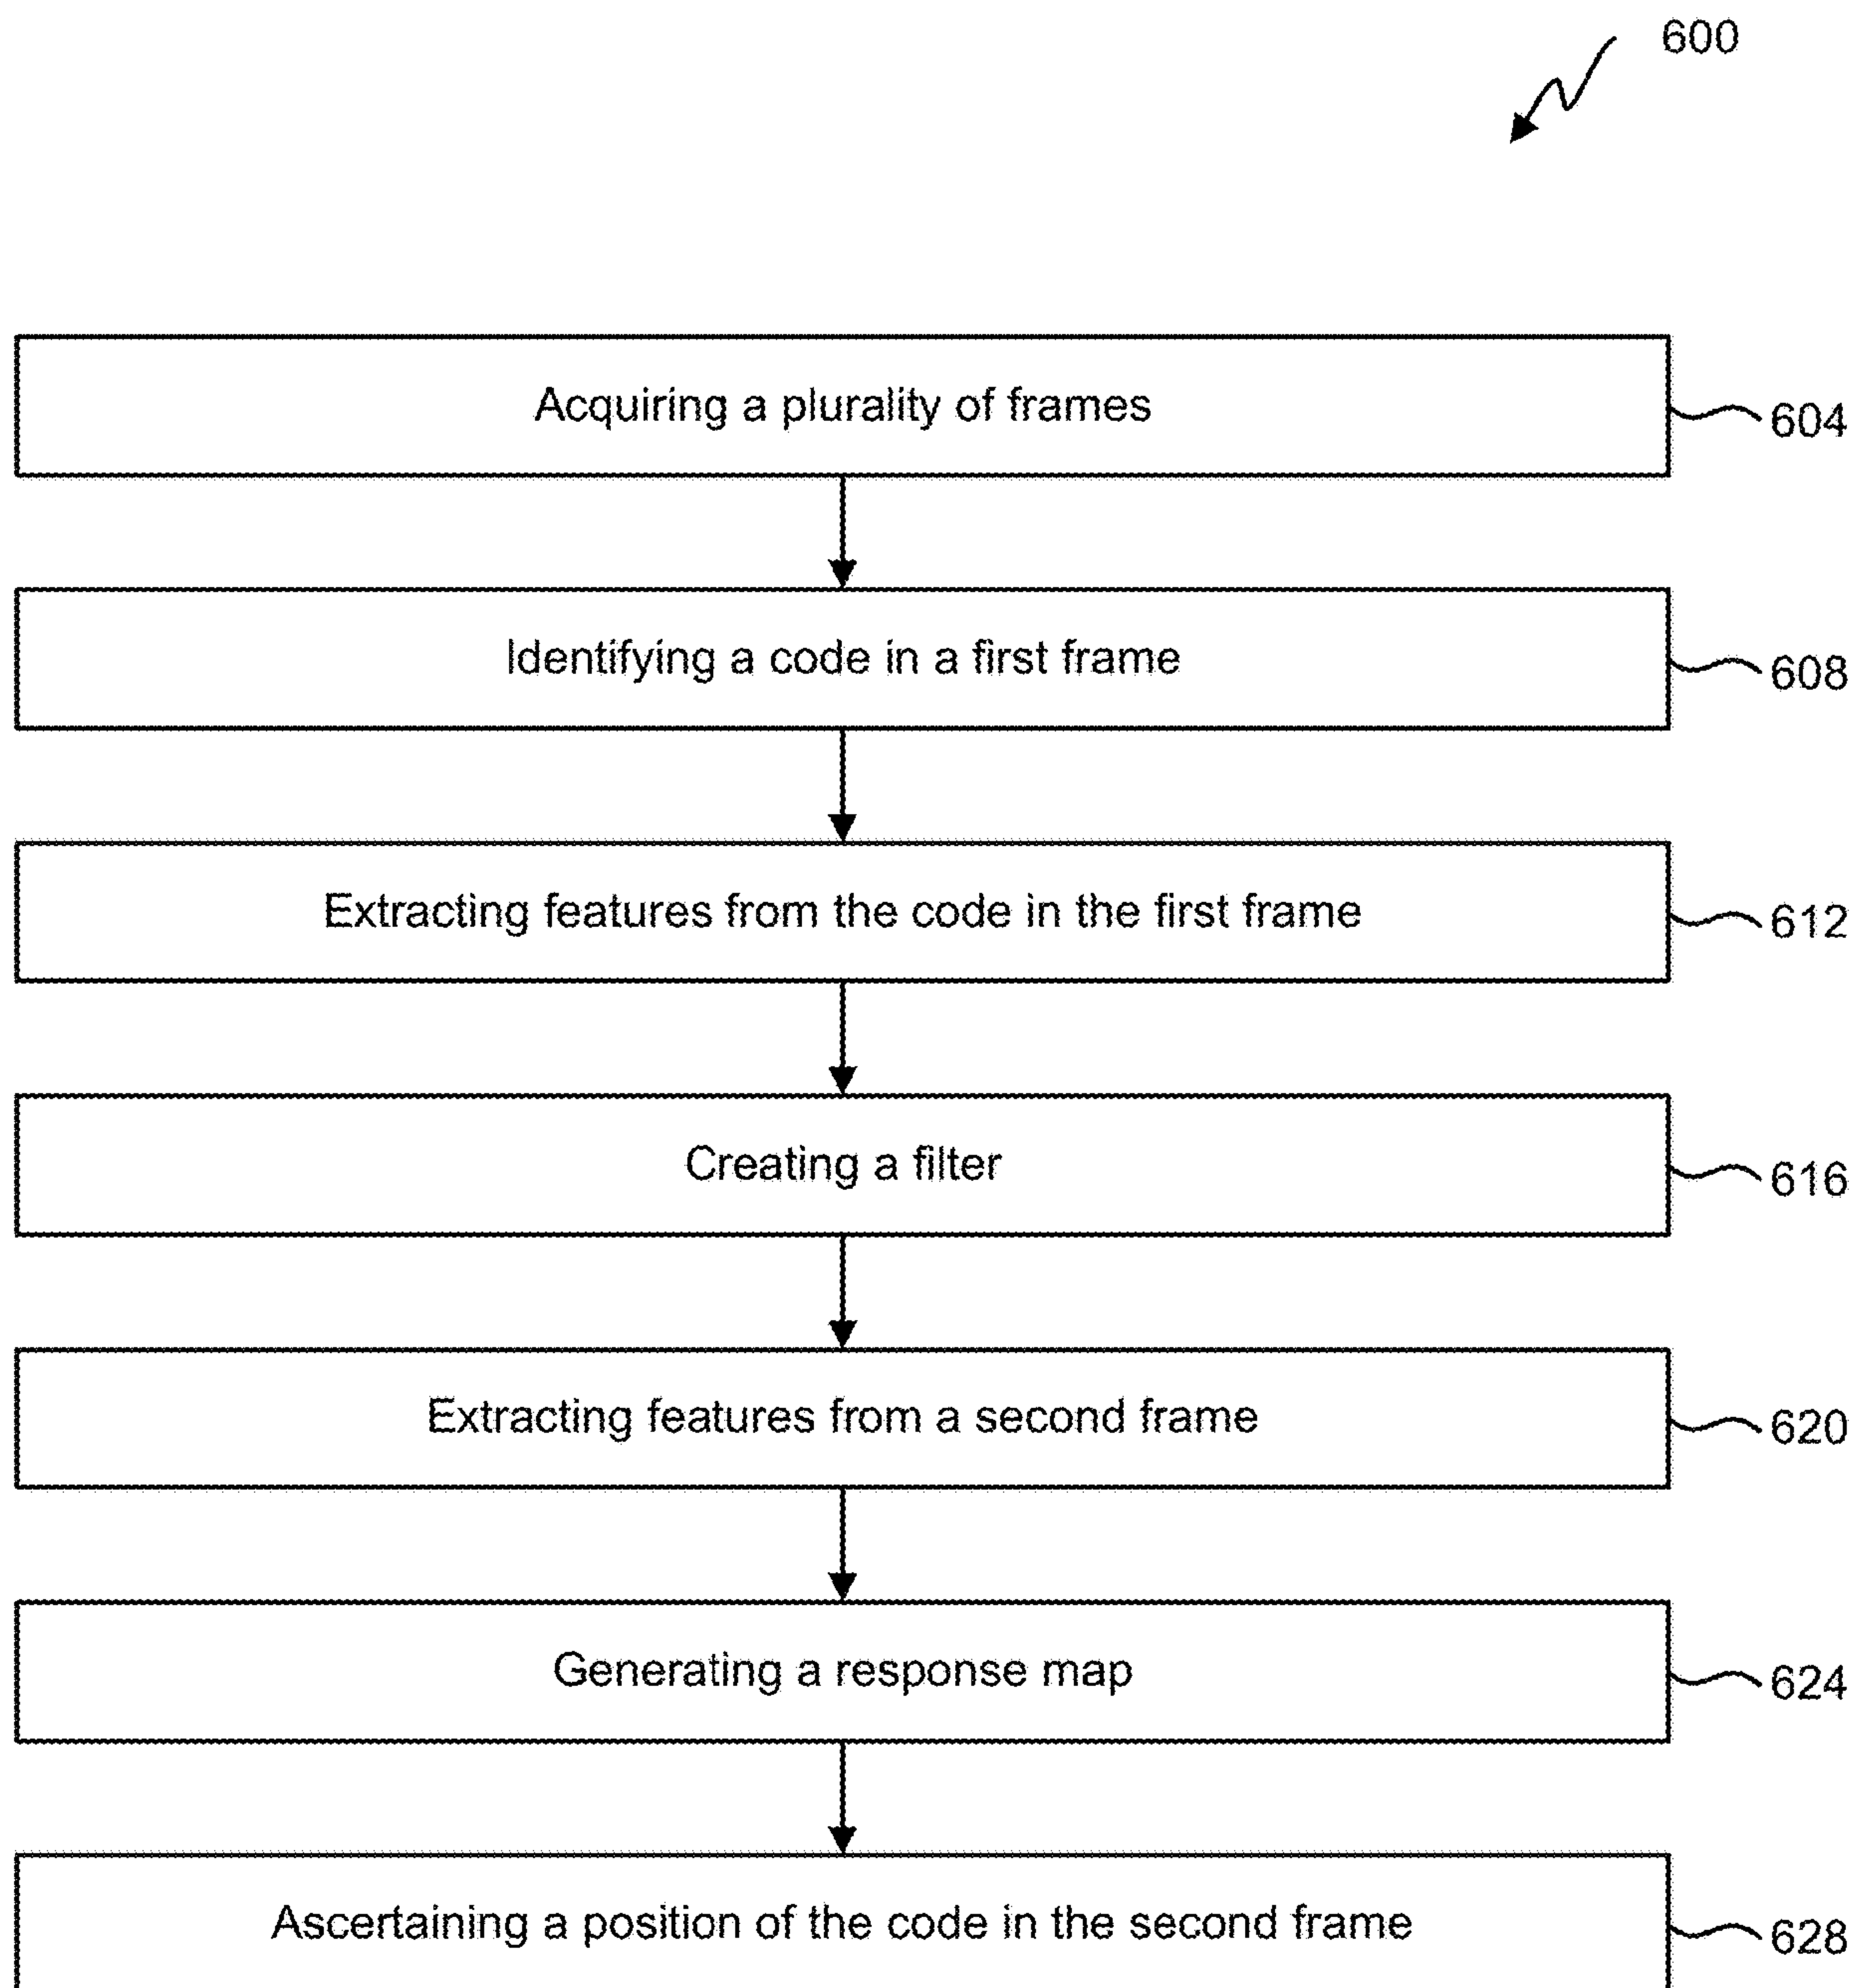 600
Acquiring a plurality of frames
604
Identifying a code in a first frame
608
Extracting features from the code in the first frame
612
Creating a filter
616
Extracting features from a second frame
620
Generating a response map
624
Ascertaining a position of the code in the second frame
628